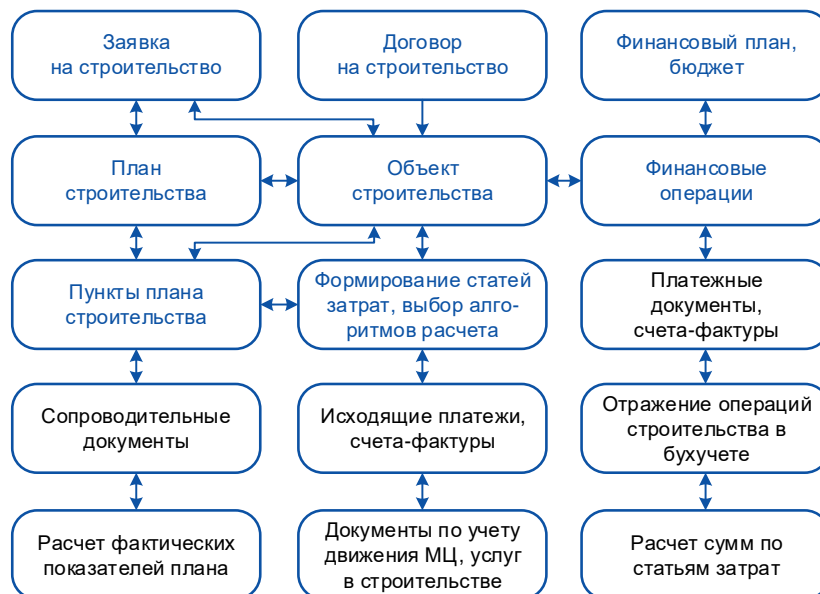 Заявка
на строительство
Договор
на строительство
Финансовый план,
бюджет
План
строительства
Объект
строительства
Финансовые
операции
Пункты плана
строительства
Формирование статей
затрат, выбор алго-
ритмов расчета
Платежные
документы,
счета-фактуры
Сопроводительные
документы
Исходящие платежи,
счета-фактуры
Отражение операций
строительства в
бухучете
Расчет фактических
показателей плана
Документы по учету
движения МЦ, услуг
в строительстве
Расчет сумм по
статьям затрат